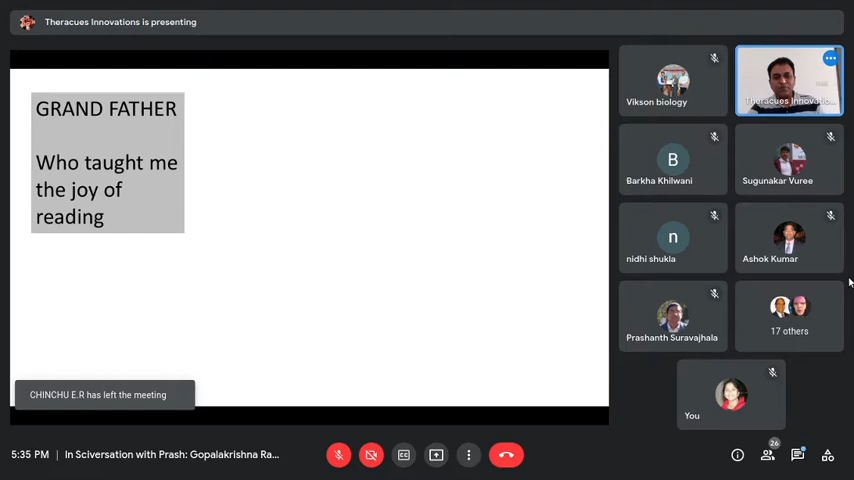 Theracues Innovations is presenting
GRAND FATHER
Who taught me
the joy of
reading
CHINCHU E.R has left the meeting
Vikson biology
Theracues Innovatio...
B
Barkha Khilwani
Sugunakar Vuree
n
nidhi shukla
Ashok Kumar
Prashanth Suravajhala
17 others
You
5:35 PM | In Sciversation with Prash: Gopalakrishna Ra...
26